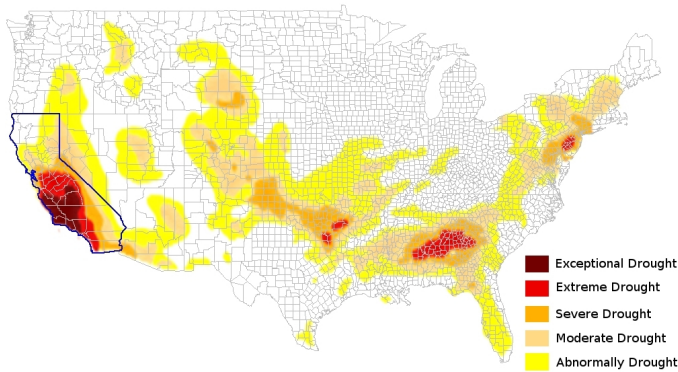 Exceptional Drought
Extreme Drought
Severe Drought
Moderate Drought
Abnormally Drought